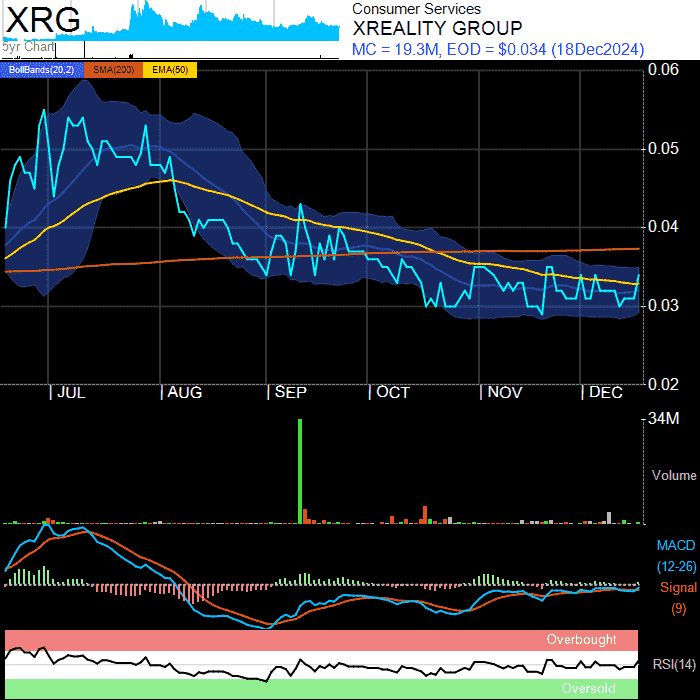 XRG
5yr Chart
Consumer Services
XREALITY GROUP
MC = 19.3M, EOD = $0.034 (18Dec2024)
BollBands(20,2) SMA(200) EMA(50)
0.06
0.05
0.04
0.03
0.02
JUL AUG SEP OCT NOV DEC
34M
Volume
MACD
(12-26)
Signal
(9)
Overbought
RSI(14)
Oversold